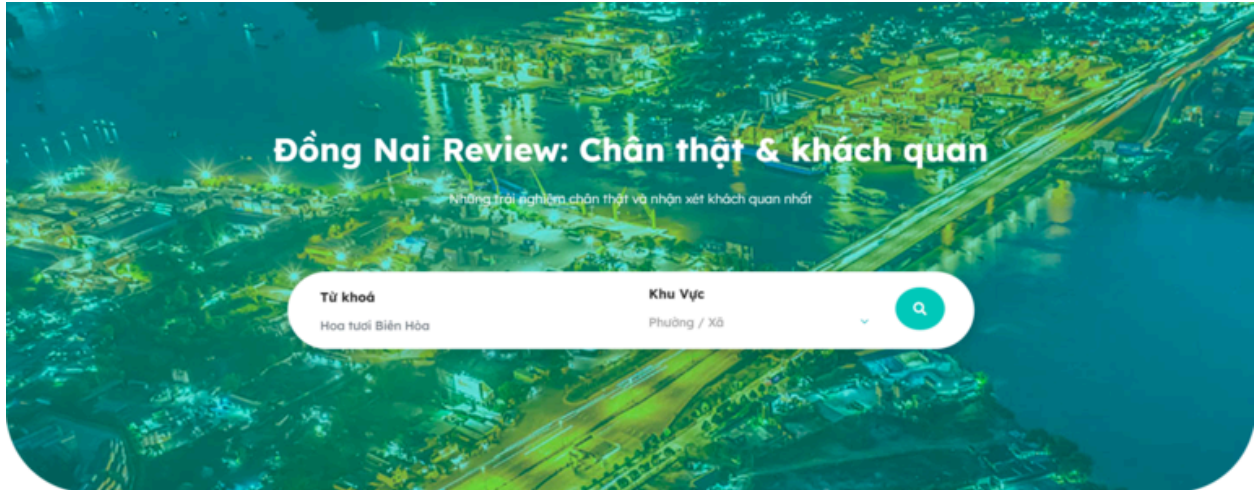 Đồng Nai Review: Chân thật & khách quan
Những trải nghiệm chân thật và nhận xét khách quan nhất
Từ khoá
Hoa tươi Biên Hòa
Khu Vực
Phường / Xã